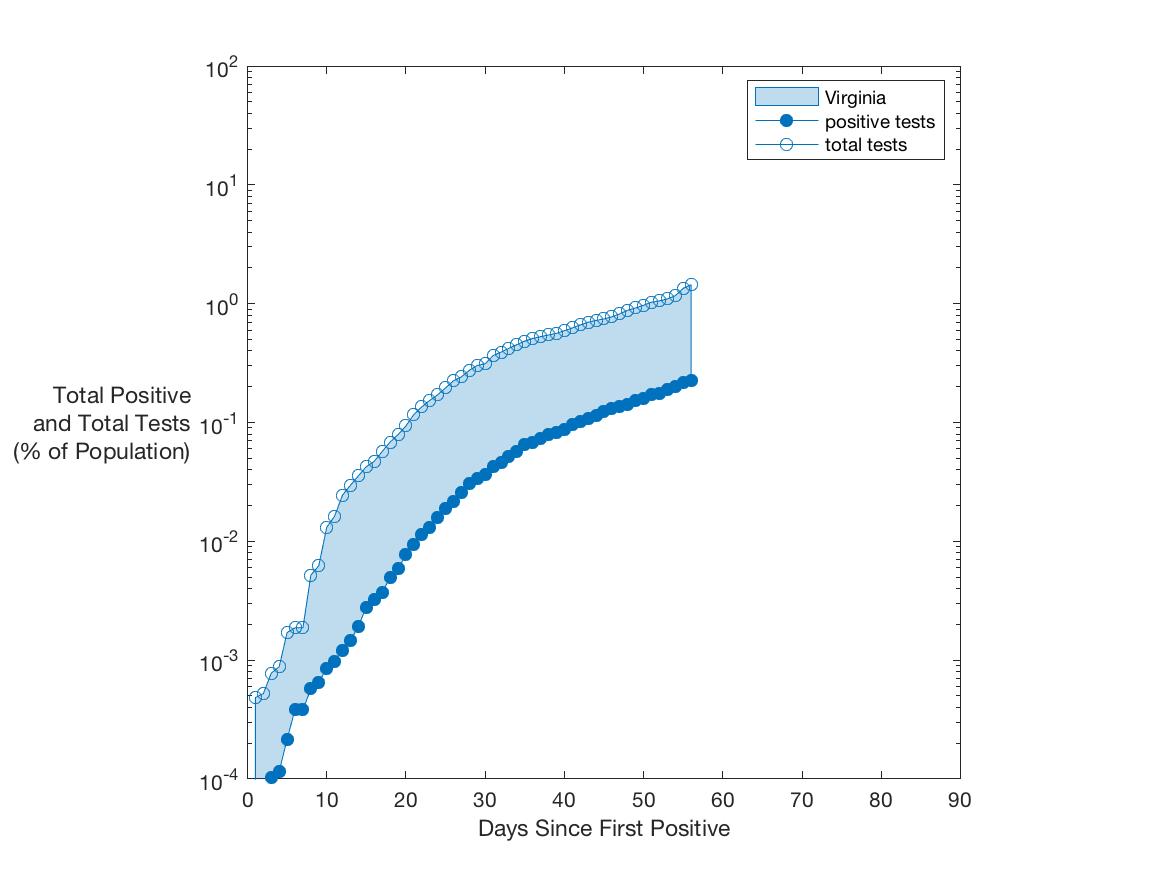 10^2
10^1
10^0
10^-1
10^-2
10^-3
10^-4
Total Positive
and Total Tests
(% of Population)
Virginia
positive tests
total tests
0 10 20 30 40 50 60 70 80 90
Days Since First Positive